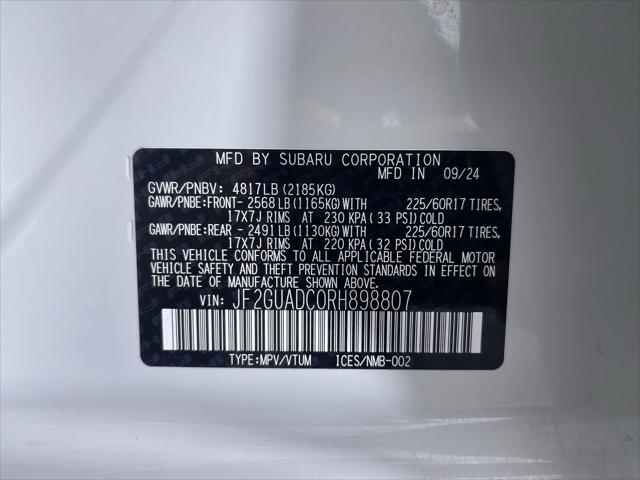 MFD BY SUBARU CORPORATION
MFD IN 09/24
GVWR/PNBV: 4817LB (2185KG)
GAWR/PNBE:FRONT- 2568 LB (1165KG) WITH 225/60R17 TIRES,
17X7J RIMS AT 230 KPA (33 PSI) COLD
GAWR/PNBE:REAR - 2491 LB (1130KG) WITH 225/60R17 TIRES,
17X7J RIMS AT 220 KPA (32 PSI) COLD
THIS VEHICLE CONFORMS TO ALL APPLICABLE FEDERAL MOTOR
VEHICLE SAFETY AND THEFT PREVENTION STANDARDS IN EFFECT
ON THE DATE OF MANUFACTURE SHOWN ABOVE.
VIN: JF2GUADC0RH898807
TYPE:MPV/VTUM ICES/NMB-002